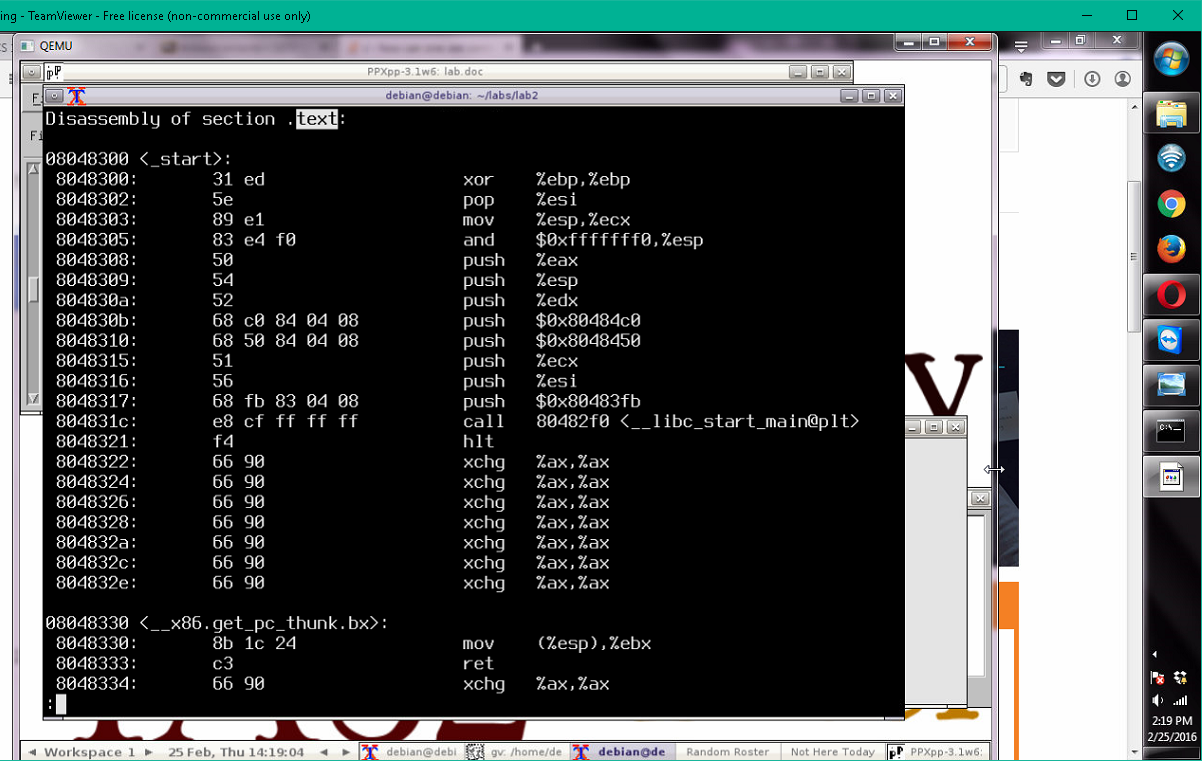 ing - TeamViewer - Free license (non-commercial use only)
QEMU
PPXpp-3.1w6: lab.doc
debian@debian: ~/labs/lab2
Disassembly of section .text:
08048300 <_start>:
8048300: 31 ed xor %ebp,%ebp
8048302: 5e pop %esi
8048303: 89 e1 mov %esp,%ecx
8048305: 83 e4 f0 and $0xfffffff0,%esp
8048308: 50 push %eax
8048309: 54 push %esp
804830a: 52 push %edx
804830b: 68 c0 84 04 08 push $0x80484c0
8048310: 68 50 84 04 08 push $0x8048450
8048315: 51 push %ecx
8048316: 56 push %esi
8048317: 68 fb 83 04 08 push $0x80483fb
804831c: e8 cf ff ff ff call 80482f0 <__libc_start_main@plt>
8048321: f4 hlt
8048322: 66 90 xchg %ax,%ax
8048324: 66 90 xchg %ax,%ax
8048326: 66 90 xchg %ax,%ax
8048328: 66 90 xchg %ax,%ax
804832a: 66 90 xchg %ax,%ax
804832c: 66 90 xchg %ax,%ax
804832e: 66 90 xchg %ax,%ax
08048330 <__x86.get_pc_thunk.bx>:
8048330: 8b 1c 24 mov (%esp),%ebx
8048333: c3 ret
8048334: 66 90 xchg %ax,%ax
:
Workspace 1 25 Feb, Thu 14:19:04 debian@debi gv: /home/de debian@de Random Roster Not Here Today PPXpp-3.1w6:
2:19 PM
2/25/2016